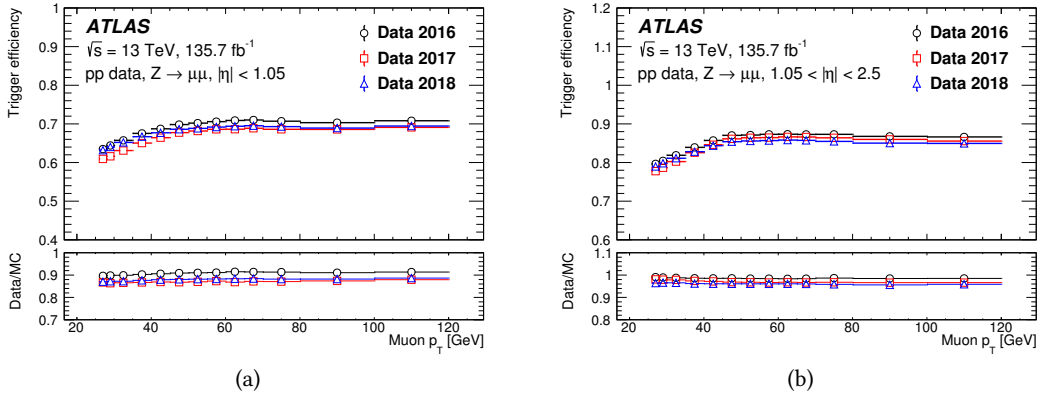 ATLAS
√s = 13 TeV, 135.7 fb⁻¹
pp data, Z → μμ, |η| < 1.05
Data 2016
Data 2017
Data 2018
Trigger efficiency
1
0.9
0.8
0.7
0.6
0.5
0.4
Data/MC
0.9
0.8
0.7
20 40 60 80 100 120
Muon p_T [GeV]
(a)
ATLAS
√s = 13 TeV, 135.7 fb⁻¹
pp data, Z → μμ, 1.05 < |η| < 2.5
Data 2016
Data 2017
Data 2018
Trigger efficiency
1.2
1.1
1
0.9
0.8
0.7
0.6
Data/MC
1.1
1
0.9
0.8
20 40 60 80 100 120
Muon p_T [GeV]
(b)